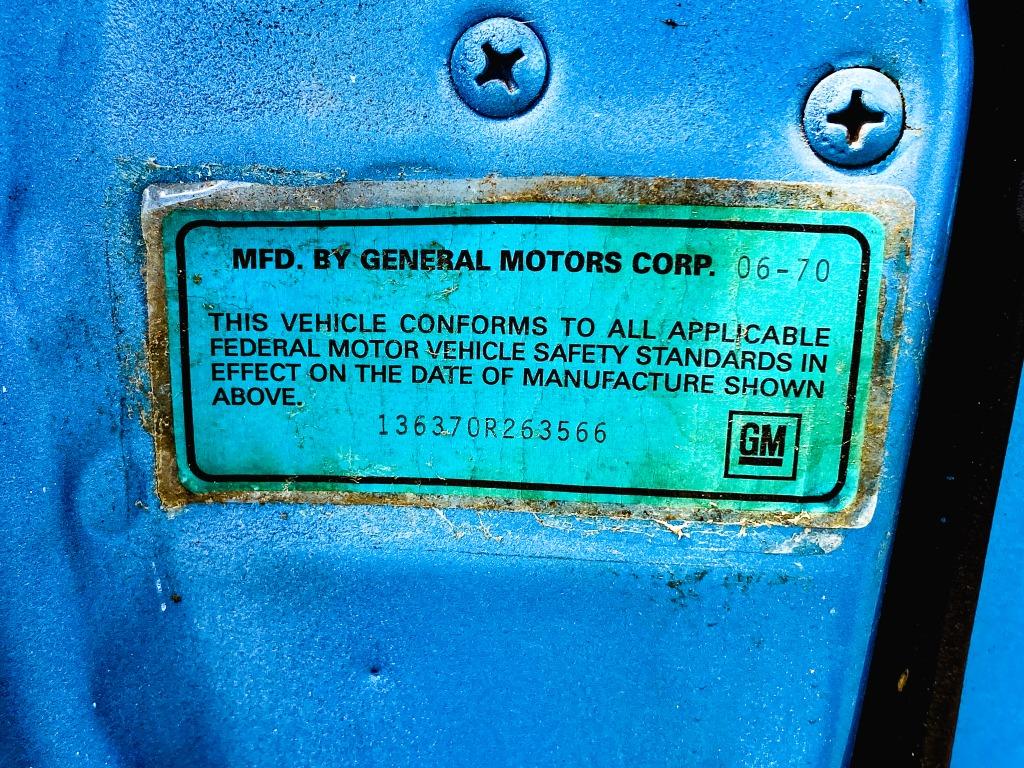 MFD. BY GENERAL MOTORS CORP. 06-70
THIS VEHICLE CONFORMS TO ALL APPLICABLE
FEDERAL MOTOR VEHICLE SAFETY STANDARDS IN
EFFECT ON THE DATE OF MANUFACTURE SHOWN
ABOVE.
136370R263566
GM